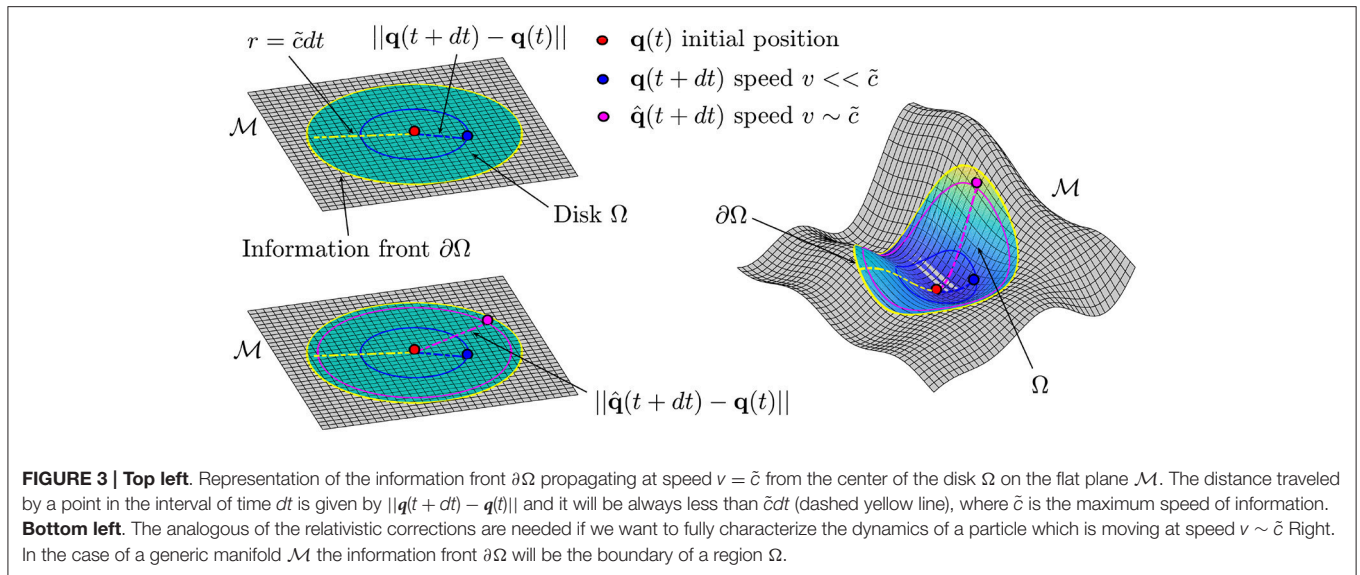 r = c̃dt
||q(t + dt) − q(t)||
q(t) initial position
q(t + dt) speed v << c̃
q̂(t + dt) speed v ∼ c̃
M
Disk Ω
Information front ∂Ω
M
||q̂(t + dt) − q(t)||
M
∂Ω
Ω
FIGURE 3 | Top left. Representation of the information front ∂Ω propagating at speed v = c̃ from the center of the disk Ω on the flat plane M. The distance traveled
by a point in the interval of time dt is given by ||q(t + dt) − q(t)|| and it will be always less than c̃dt (dashed yellow line), where c̃ is the maximum speed of information.
Bottom left. The analogous of the relativistic corrections are needed if we want to fully characterize the dynamics of a particle which is moving at speed v ∼ c̃ Right.
In the case of a generic manifold M the information front ∂Ω will be the boundary of a region Ω.